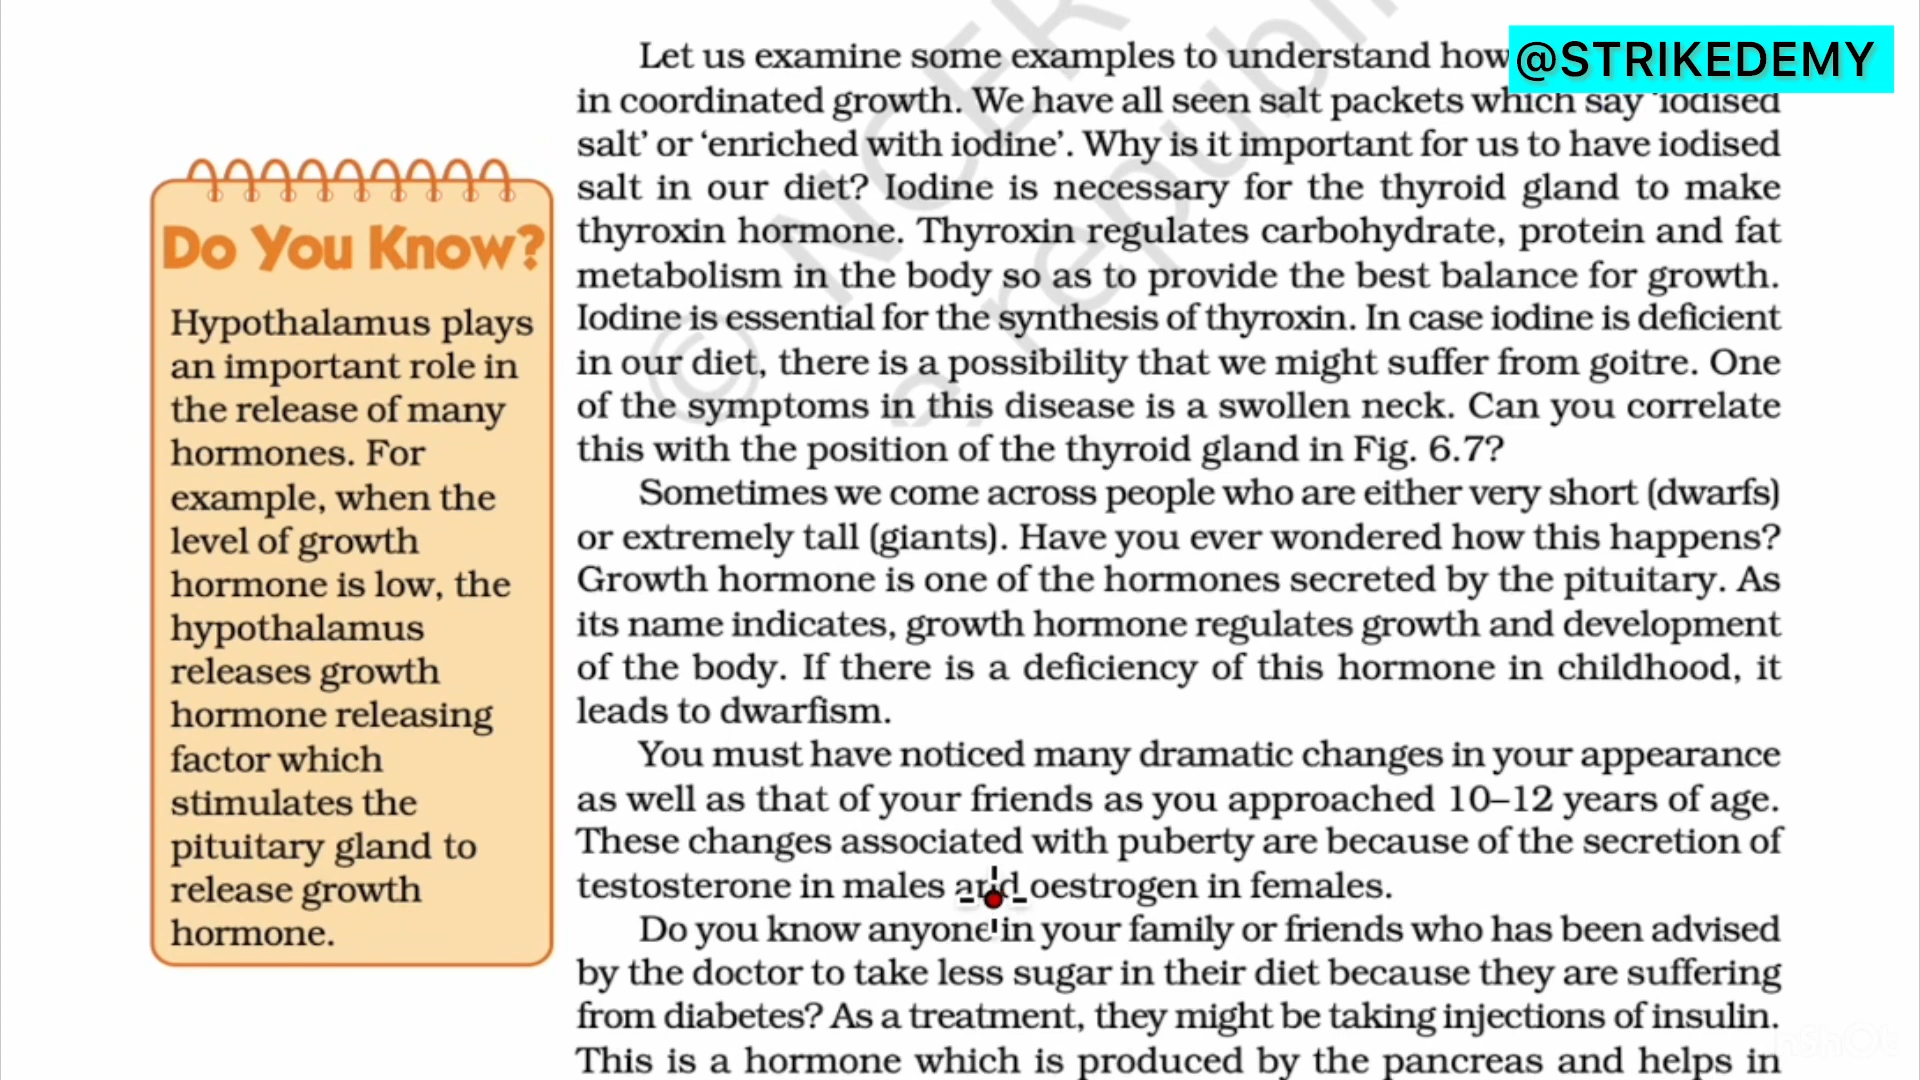 @STRIKEDEMY
Let us examine some examples to understand how
in coordinated growth. We have all seen salt packets which say ‘iodised
salt’ or ‘enriched with iodine’. Why is it important for us to have iodised
salt in our diet? Iodine is necessary for the thyroid gland to make
thyroxin hormone. Thyroxin regulates carbohydrate, protein and fat
metabolism in the body so as to provide the best balance for growth.
Iodine is essential for the synthesis of thyroxin. In case iodine is deficient
in our diet, there is a possibility that we might suffer from goitre. One
of the symptoms in this disease is a swollen neck. Can you correlate
this with the position of the thyroid gland in Fig. 6.7?
Sometimes we come across people who are either very short (dwarfs)
or extremely tall (giants). Have you ever wondered how this happens?
Growth hormone is one of the hormones secreted by the pituitary. As
its name indicates, growth hormone regulates growth and development
of the body. If there is a deficiency of this hormone in childhood, it
leads to dwarfism.
You must have noticed many dramatic changes in your appearance
as well as that of your friends as you approached 10–12 years of age.
These changes associated with puberty are because of the secretion of
testosterone in males and oestrogen in females.
Do you know anyone in your family or friends who has been advised
by the doctor to take less sugar in their diet because they are suffering
from diabetes? As a treatment, they might be taking injections of insulin.
This is a hormone which is produced by the pancreas and helps in
Do You Know?
Hypothalamus plays
an important role in
the release of many
hormones. For
example, when the
level of growth
hormone is low, the
hypothalamus
releases growth
hormone releasing
factor which
stimulates the
pituitary gland to
release growth
hormone.
© NCER
republi